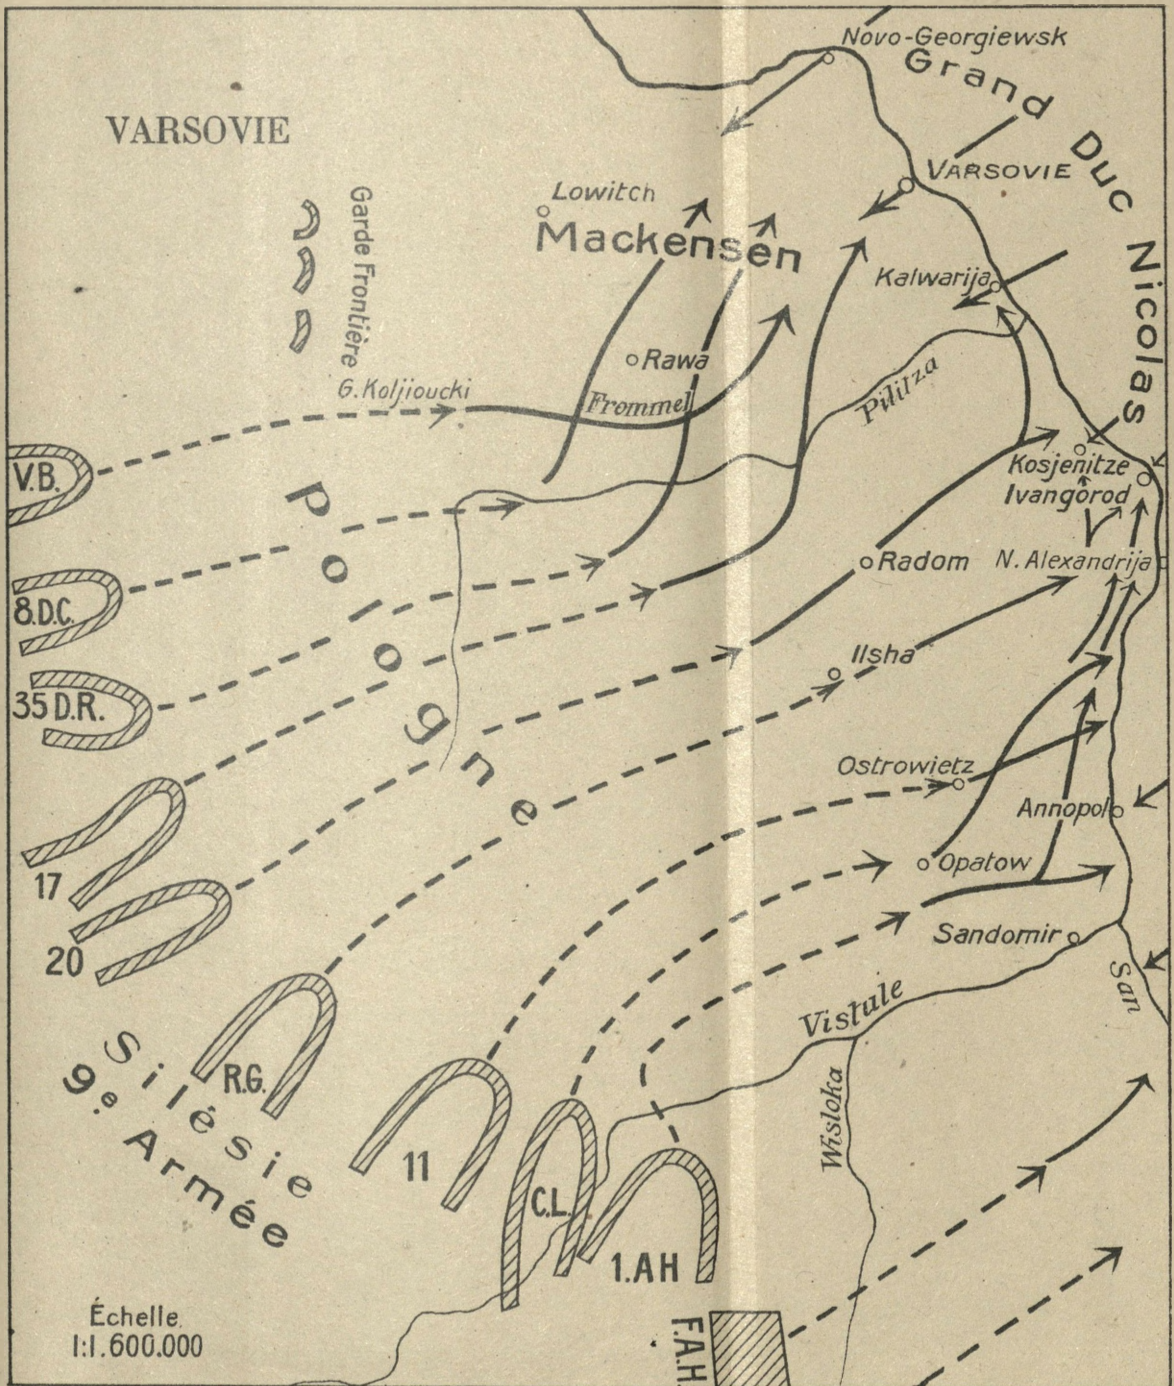 Novo-Georgiewsk
Grand Duc Nicolas
VARSOVIE
VARSOVIE
Lowitch
Mackensen
Garde Frontière
Kalwarija
Rawa
G. Koljioucki
Frommel
Pilitza
V.B.
Kosjenitze
Ivangorod
Pologne
Radom
N. Alexandrija
8.D.C.
Ilsha
35 D.R.
Ostrowietz
Annopol
17
Opatow
20
Sandomir
San
Vistule
Silésie
9e Armée
R.G.
Wisloka
11
C.L.
1.AH
Échelle
1:1.600.000
F.A.H.